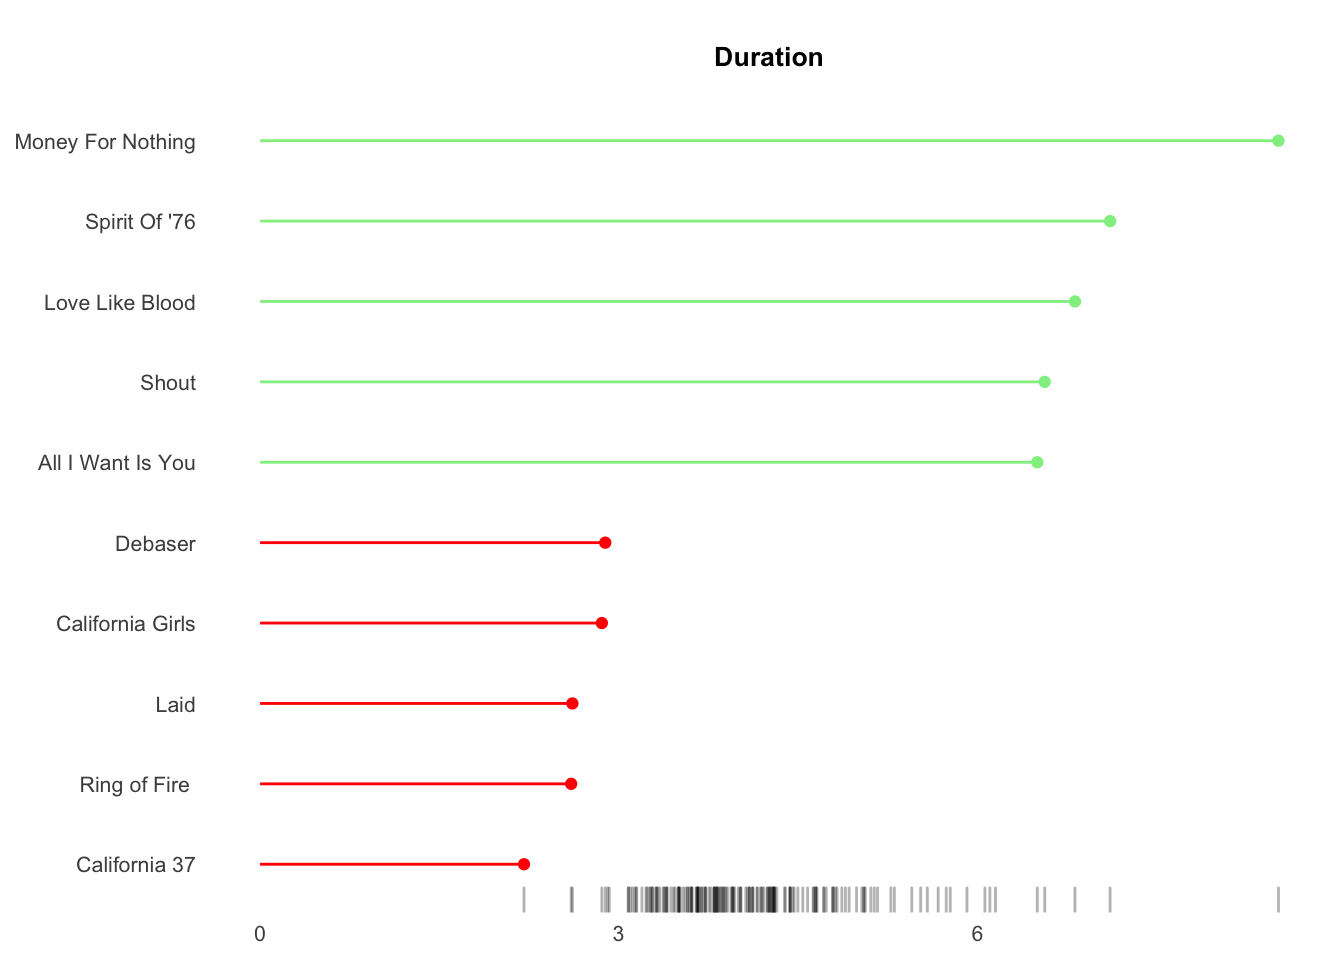 Duration
Money For Nothing
Spirit Of '76
Love Like Blood
Shout
All I Want Is You
Debaser
California Girls
Laid
Ring of Fire
California 37
0 3 6